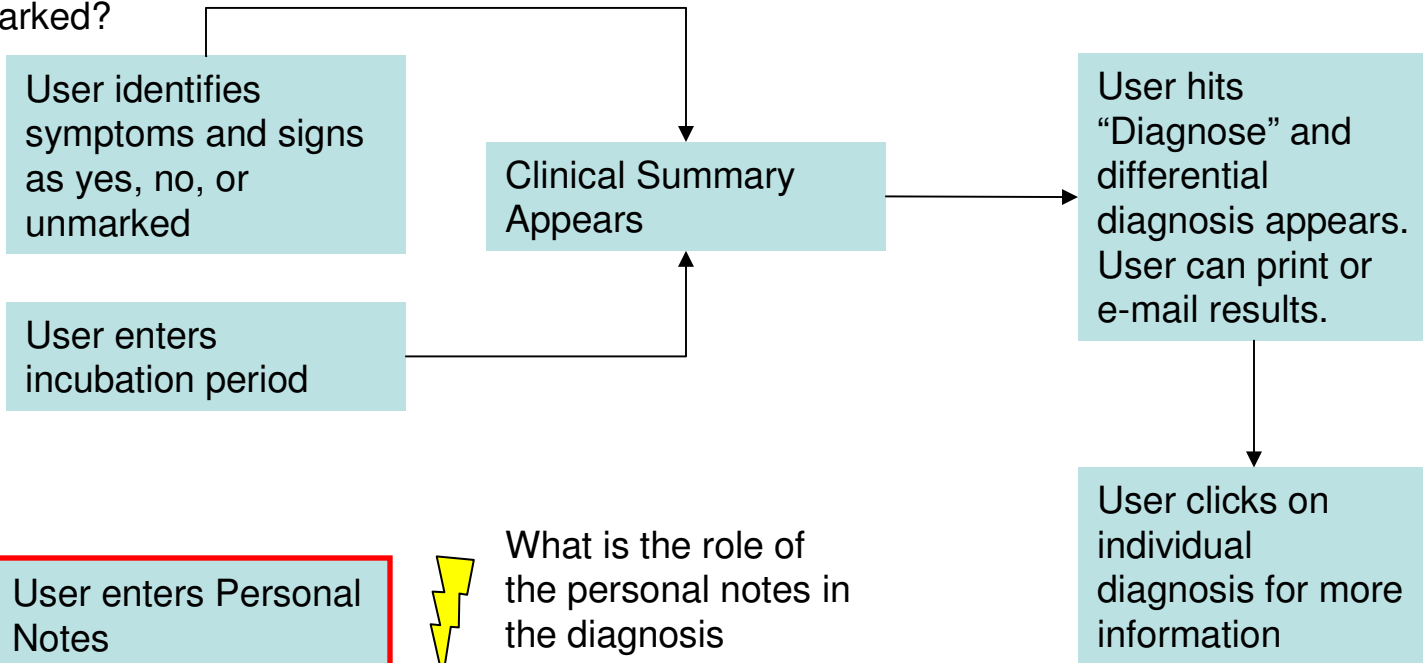 arked?
User identifies
symptoms and signs
as yes, no, or
unmarked
User enters
incubation period
Clinical Summary
Appears
User hits
“Diagnose” and
differential
diagnosis appears.
User can print or
e-mail results.
User clicks on
individual
diagnosis for more
information
User enters Personal
Notes
What is the role of
the personal notes in
the diagnosis